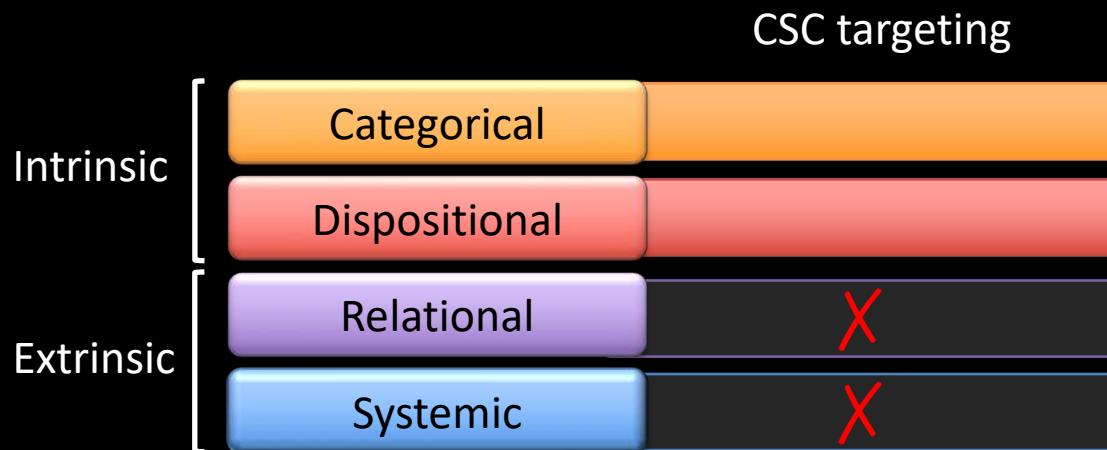 CSC targeting
Intrinsic
Categorical
Dispositional
Extrinsic
Relational
X
Systemic
X